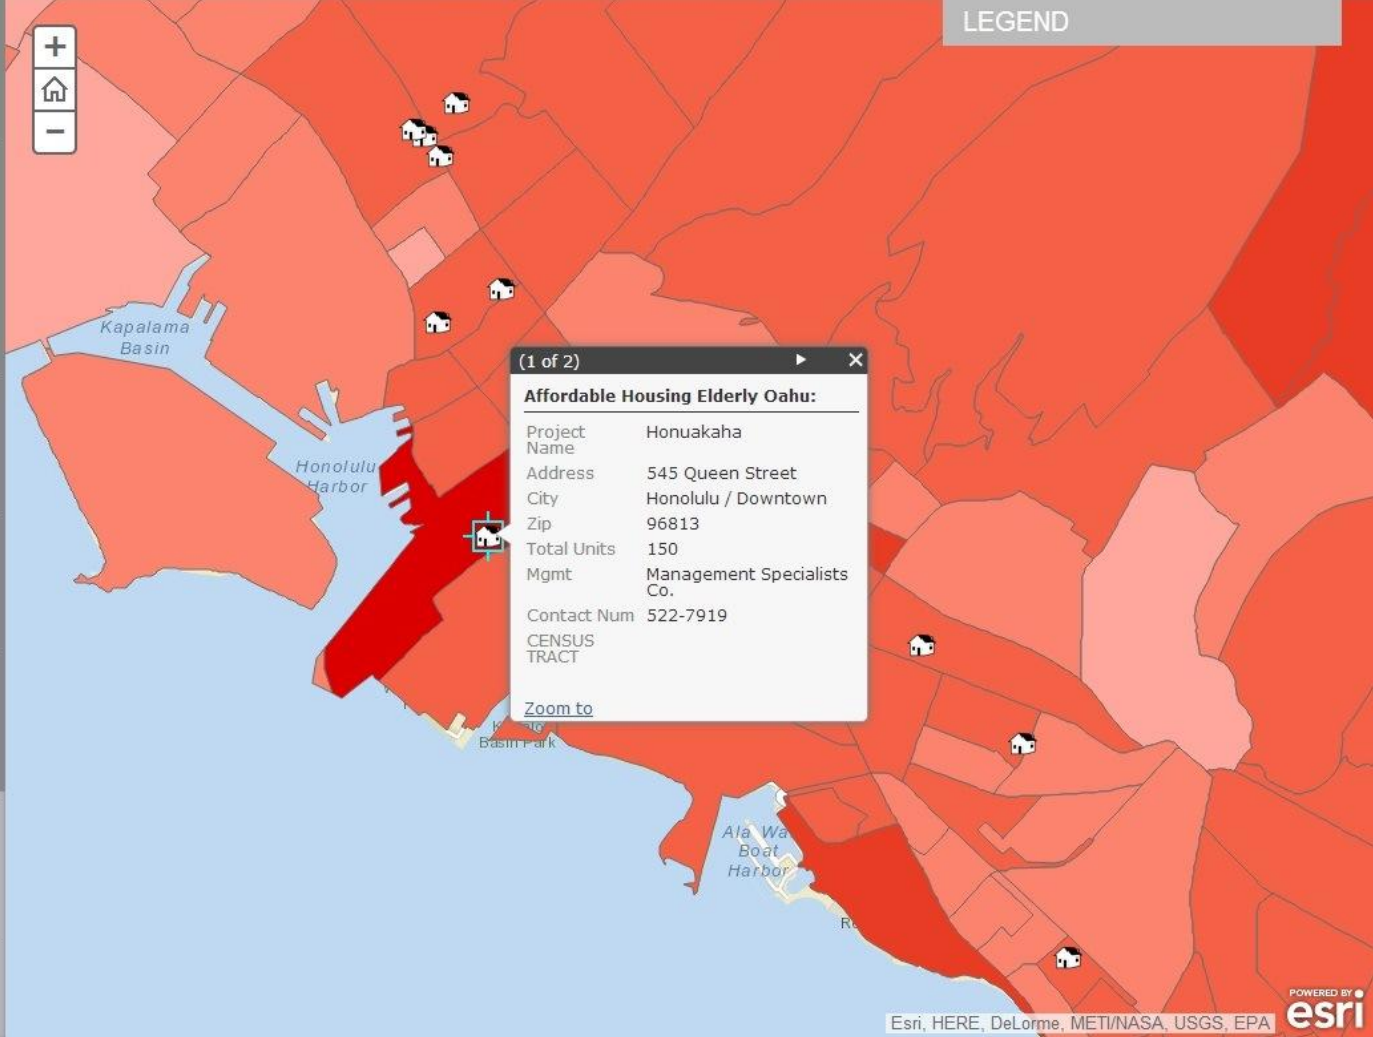 LEGEND
+
−
Kapalama
Basin
Honolulu
Harbor
(1 of 2)
Affordable Housing Elderly Oahu:
Project
Name
Honuakaha
Address 545 Queen Street
City Honolulu / Downtown
Zip 96813
Total Units 150
Mgmt Management Specialists
Co.
Contact Num 522-7919
CENSUS
TRACT
Zoom to
Basin Park
Ala Wa
Boat
Harbor
POWERED BY
esri
Esri, HERE, DeLorme, METI/NASA, USGS, EPA